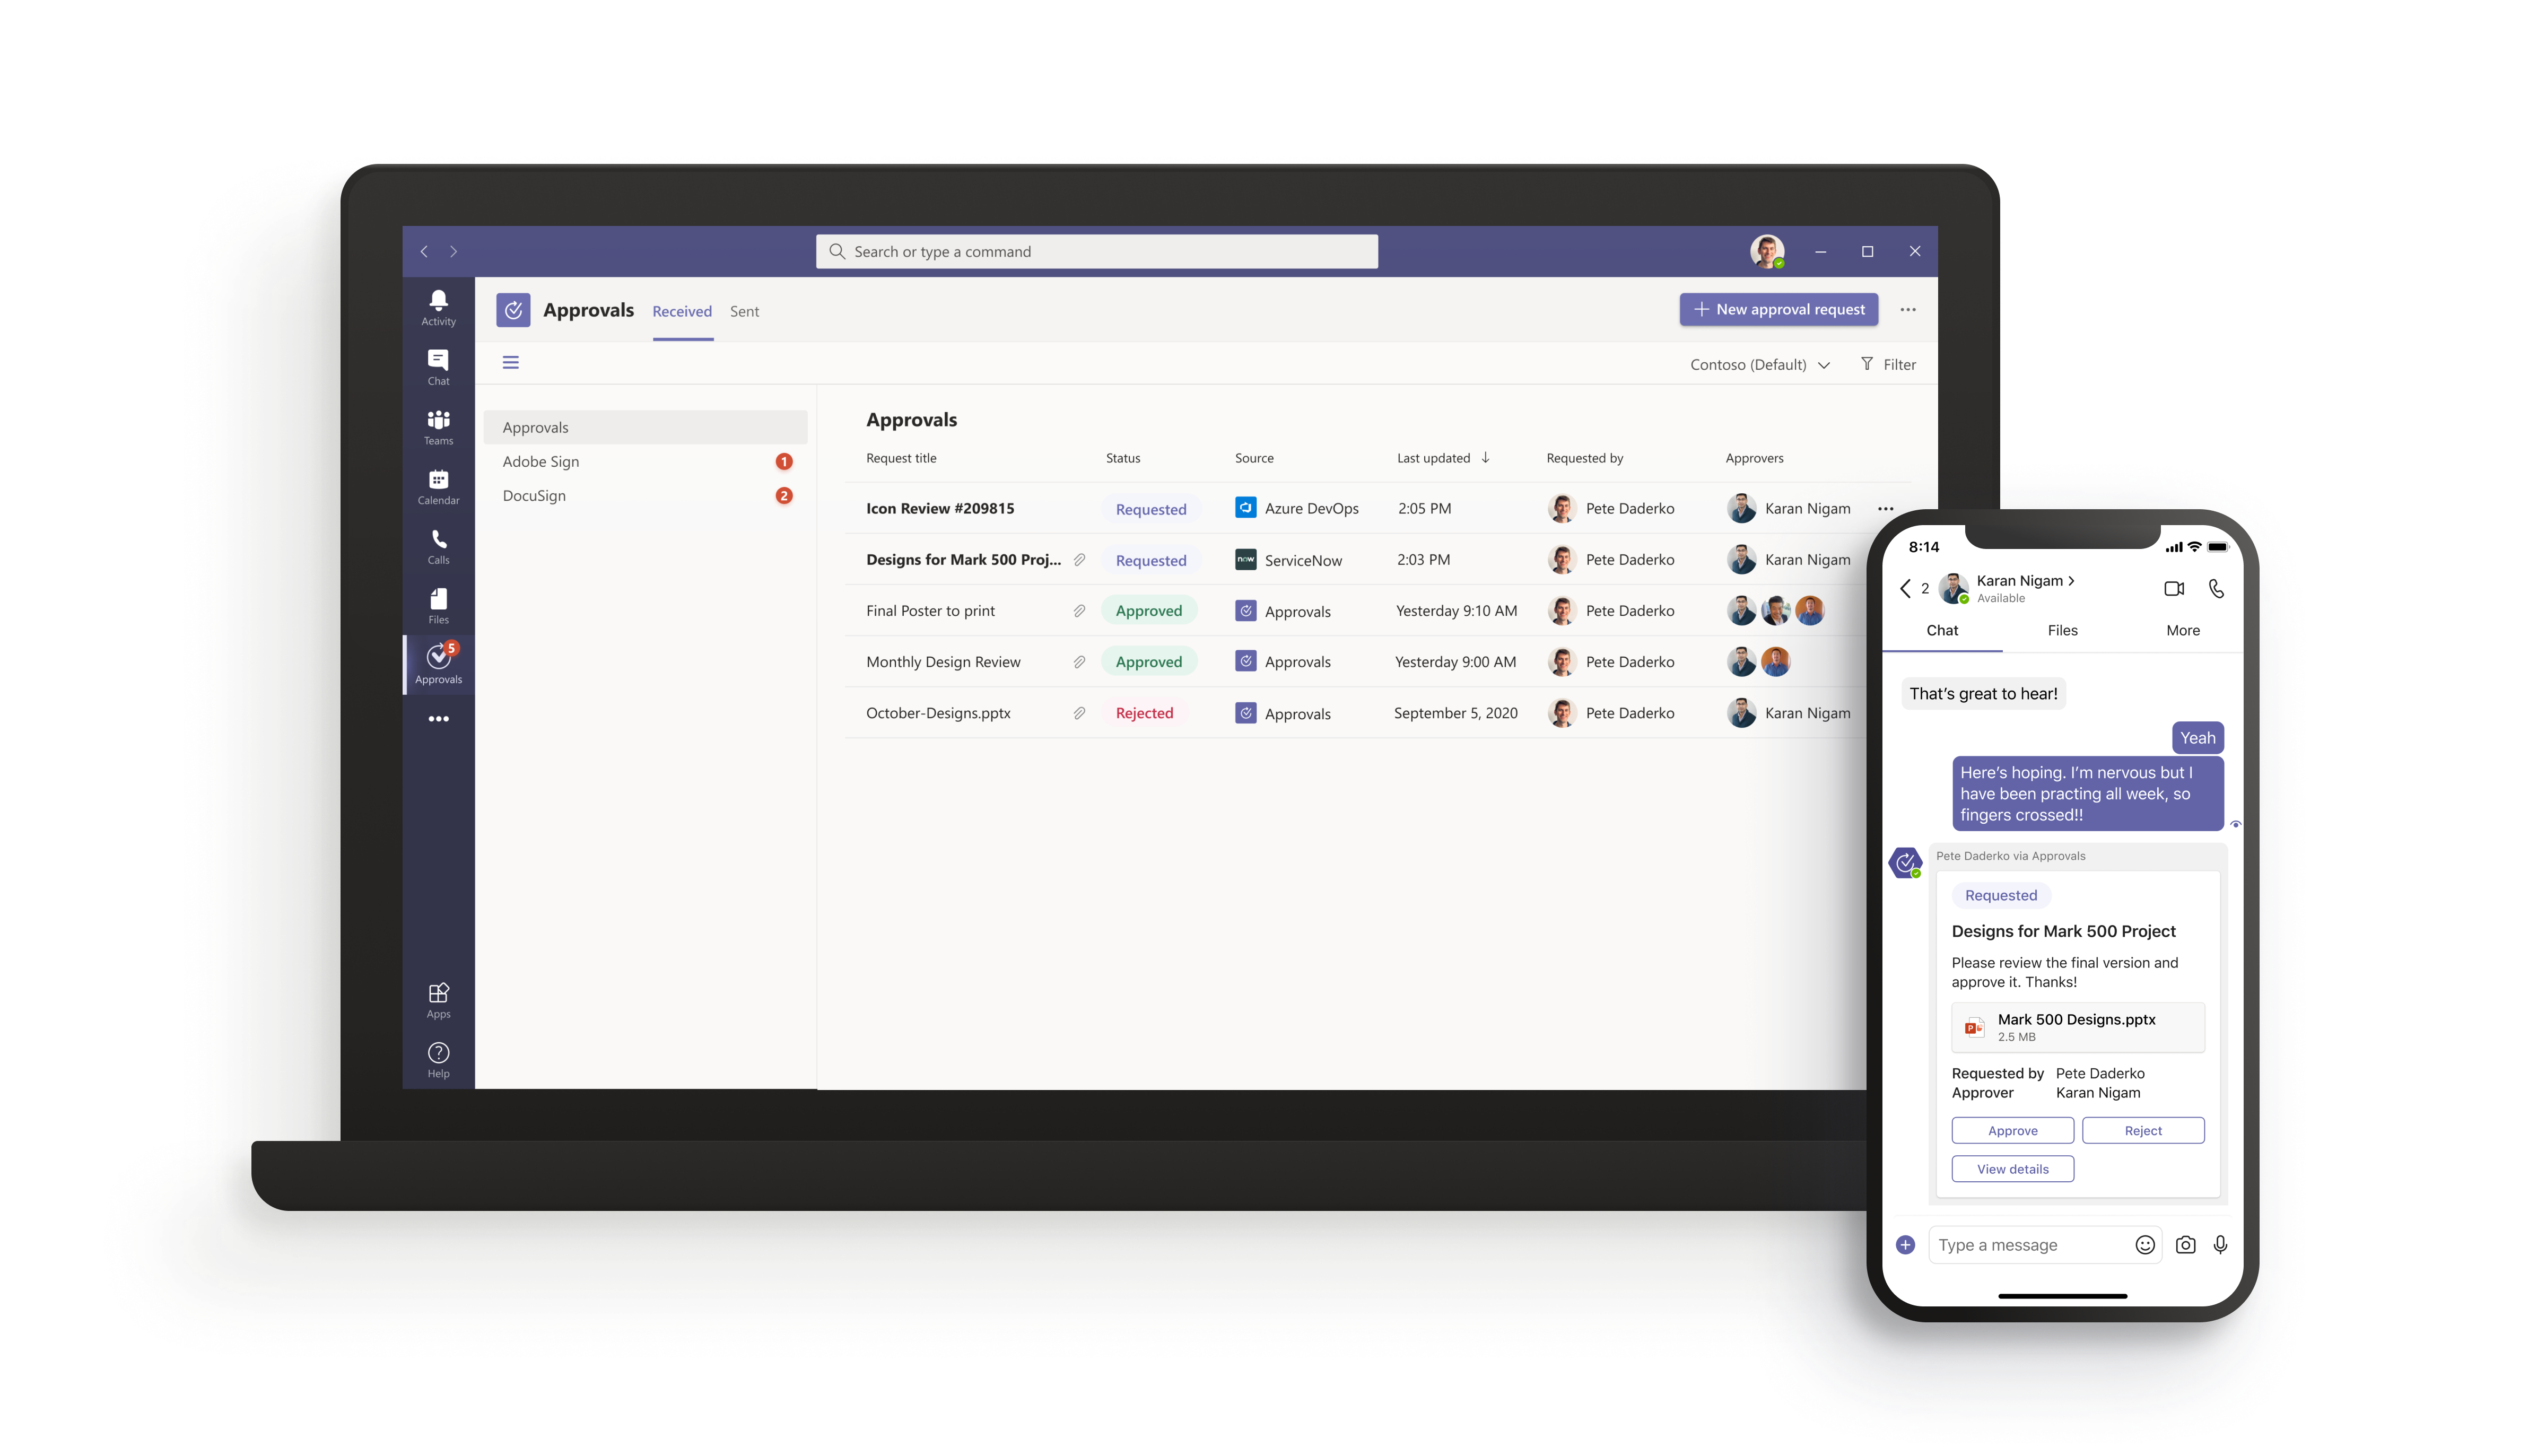 Search or type a command
Activity
Chat
Teams
Calendar
Calls
Files
5
Approvals
Apps
Help
Approvals Received Sent
New approval request
Contoso (Default) Filter
Approvals
Adobe Sign 1
DocuSign 2
Approvals
Request title Status Source Last updated Requested by Approvers
Icon Review #209815 Requested Azure DevOps 2:05 PM Pete Daderko Karan Nigam
Designs for Mark 500 Proj... Requested now ServiceNow 2:03 PM Pete Daderko Karan Nigam
Final Poster to print Approved Approvals Yesterday 9:10 AM Pete Daderko
Monthly Design Review Approved Approvals Yesterday 9:00 AM Pete Daderko
October-Designs.pptx Rejected Approvals September 5, 2020 Pete Daderko Karan Nigam
8:14
2 Karan Nigam
Available
Chat Files More
That’s great to hear!
Yeah
Here’s hoping. I’m nervous but I
have been practing all week, so
fingers crossed!!
Pete Daderko via Approvals
Requested
Designs for Mark 500 Project
Please review the final version and
approve it. Thanks!
P Mark 500 Designs.pptx
2.5 MB
Requested by Pete Daderko
Approver Karan Nigam
Approve Reject
View details
Type a message